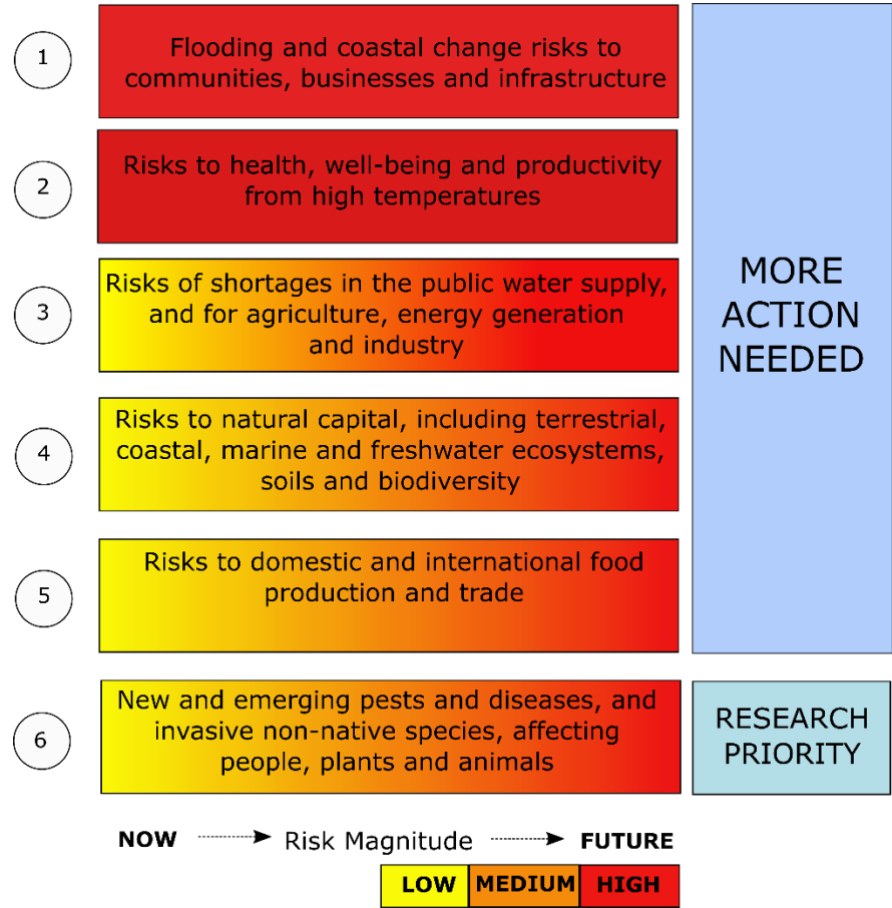 1
Flooding and coastal change risks to
communities, businesses and infrastructure
2
Risks to health, well-being and productivity
from high temperatures
3
Risks of shortages in the public water supply,
and for agriculture, energy generation
and industry
4
Risks to natural capital, including terrestrial,
coastal, marine and freshwater ecosystems,
soils and biodiversity
5
Risks to domestic and international food
production and trade
MORE
ACTION
NEEDED
6
New and emerging pests and diseases, and
invasive non-native species, affecting
people, plants and animals
RESEARCH
PRIORITY
NOW Risk Magnitude FUTURE
LOW MEDIUM HIGH